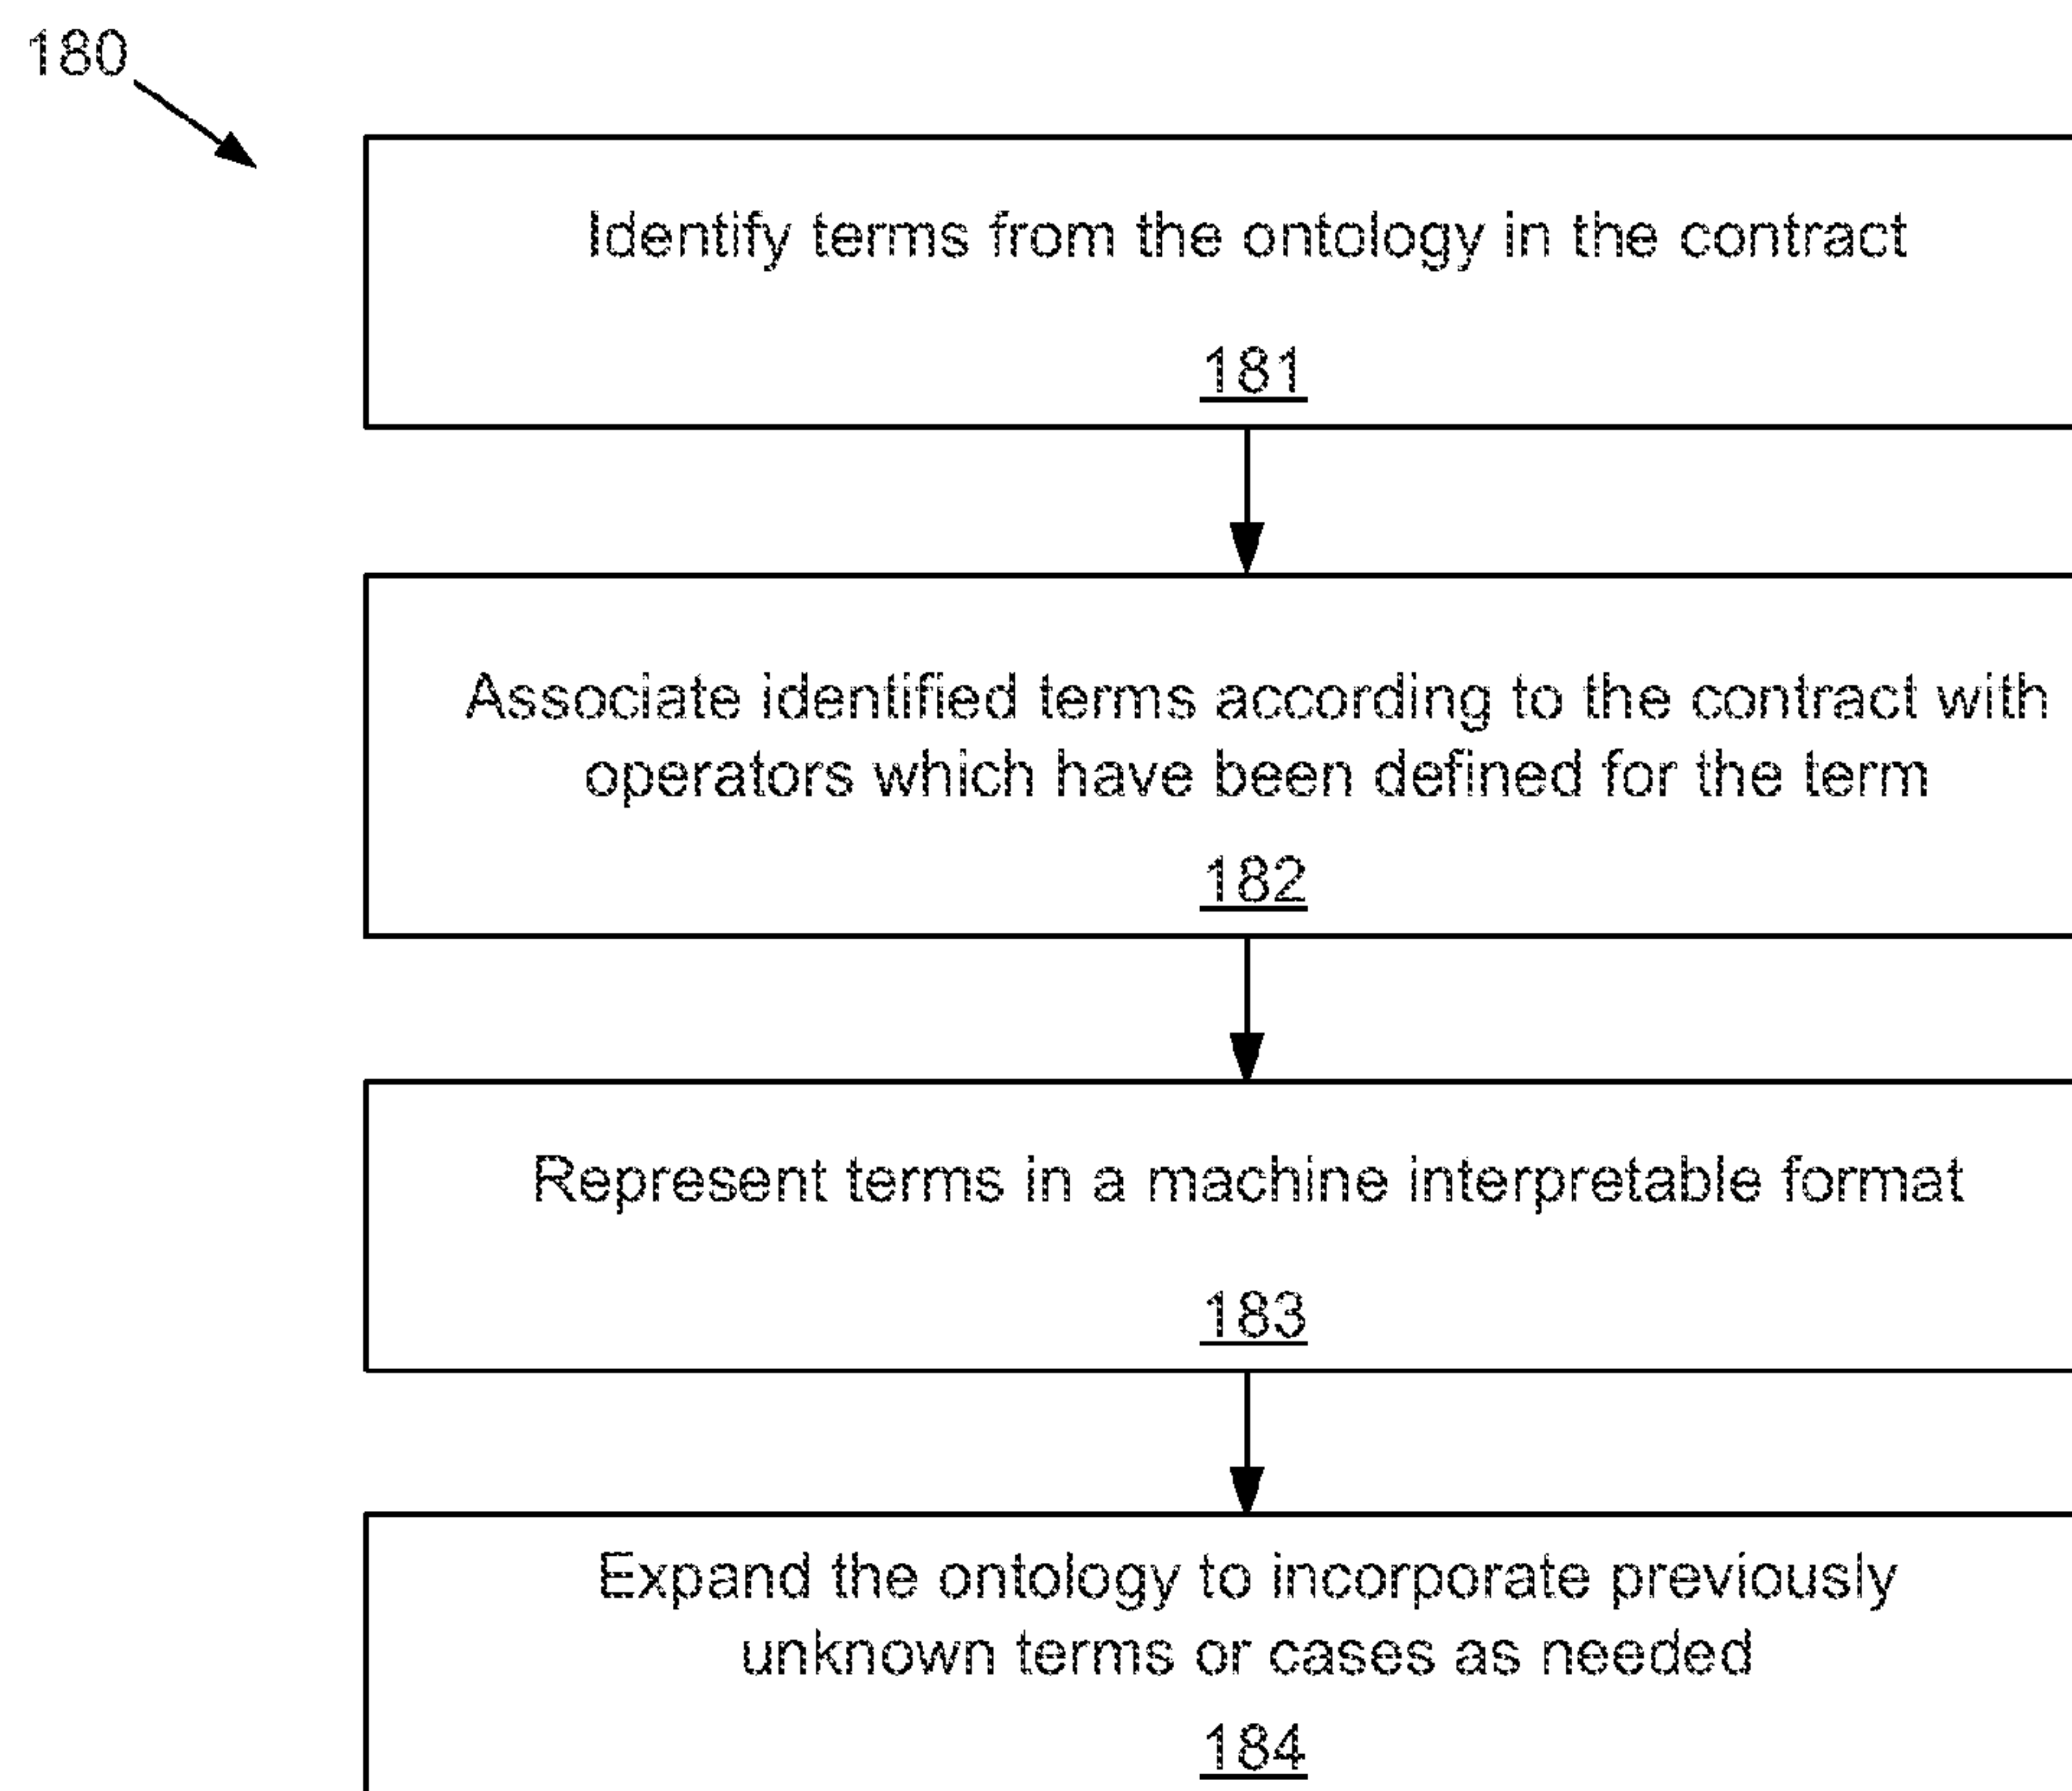 180
Identify terms from the ontology in the contract
181
Associate identified terms according to the contract with
operators which have been defined for the term
182
Represent terms in a machine interpretable format
183
Expand the ontology to incorporate previously
unknown terms or cases as needed
184